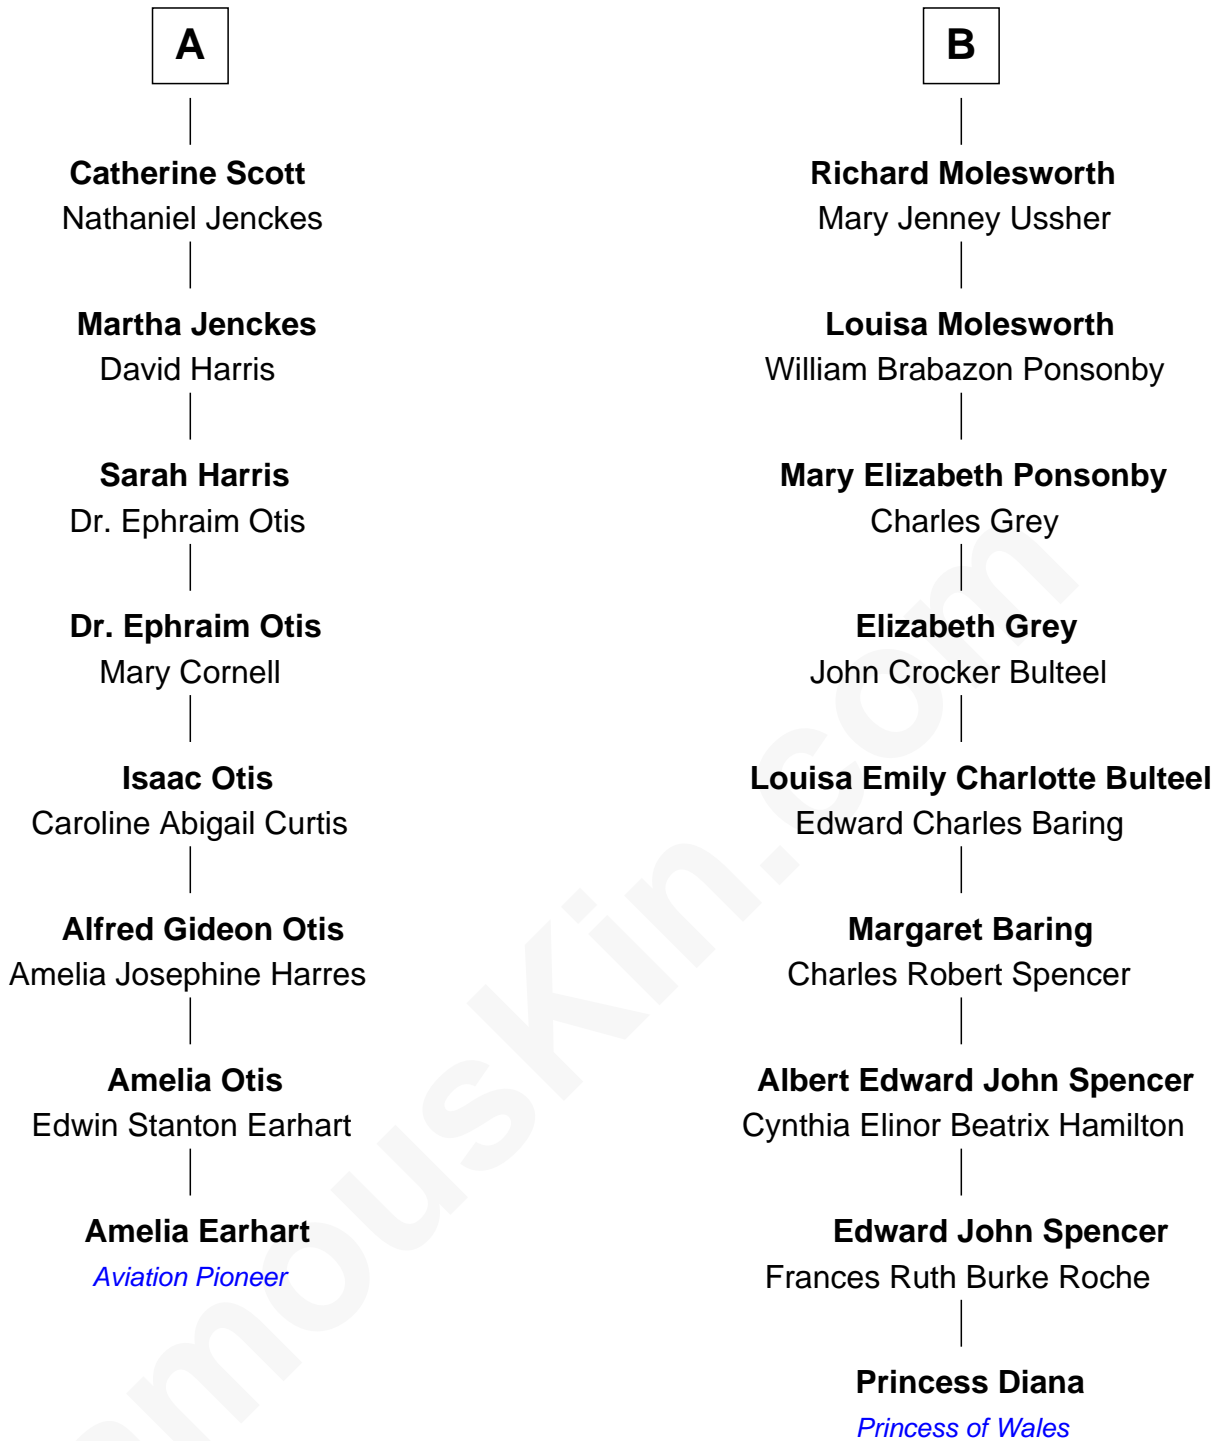 A
Catherine Scott
Nathaniel Jenckes
Martha Jenckes
David Harris
Sarah Harris
Dr. Ephraim Otis
Dr. Ephraim Otis
Mary Cornell
Isaac Otis
Caroline Abigail Curtis
Alfred Gideon Otis
Amelia Josephine Harres
Amelia Otis
Edwin Stanton Earhart
Amelia Earhart
Aviation Pioneer
B
Richard Molesworth
Mary Jenney Ussher
Louisa Molesworth
William Brabazon Ponsonby
Mary Elizabeth Ponsonby
Charles Grey
Elizabeth Grey
John Crocker Bulteel
Louisa Emily Charlotte Bulteel
Edward Charles Baring
Margaret Baring
Charles Robert Spencer
Albert Edward John Spencer
Cynthia Elinor Beatrix Hamilton
Edward John Spencer
Frances Ruth Burke Roche
Princess Diana
Princess of Wales
amousKin.com